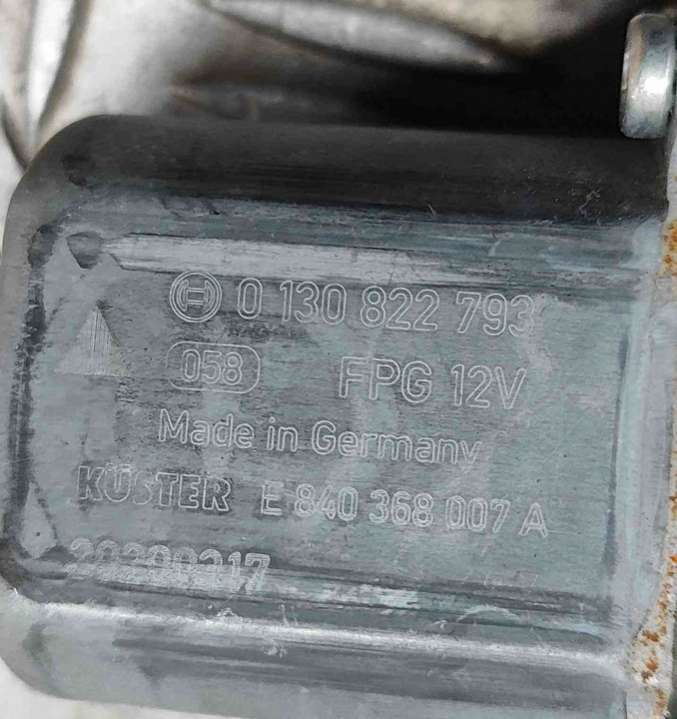 0 130 822 793
058 FPG 12V
Made in Germany
KÜSTER E 840 368 007 A